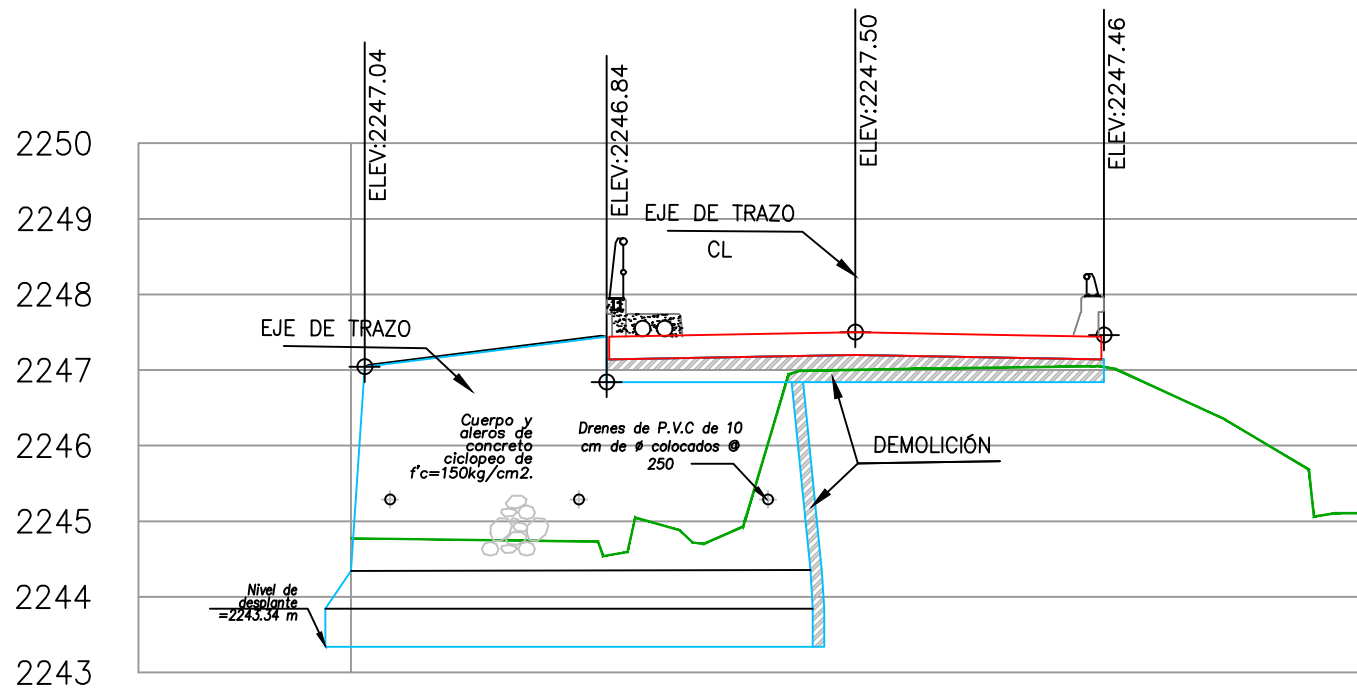 ELEV:2247.04
ELEV:2246.84
ELEV:2247.50
ELEV:2247.46
2250
2249
2248
2247
2246
2245
2244
2243
EJE DE TRAZO
CL
EJE DE TRAZO
Cuerpo y
aleros de
concreto
ciclopeo de
f'c=150kg/cm2.
Drenes de P.V.C de 10
cm de ø colocados @
250
DEMOLICIÓN
Nivel de
desplante
=2243.34 m